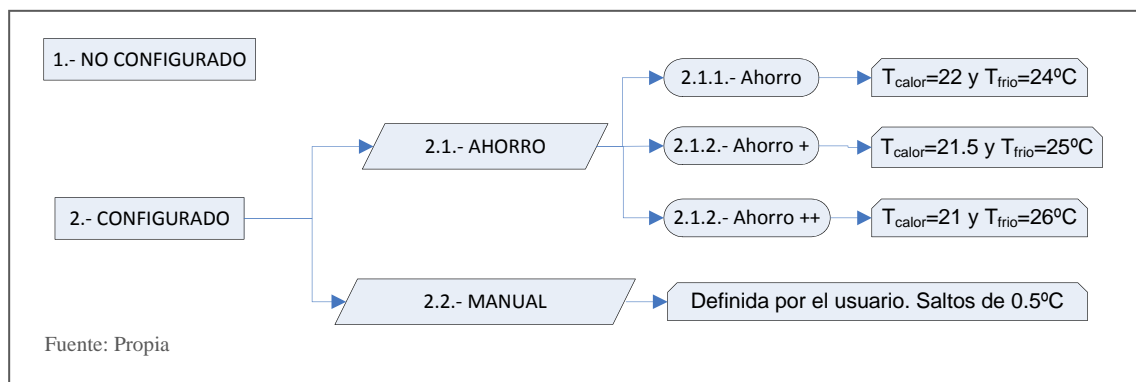 1.- NO CONFIGURADO
2.- CONFIGURADO
2.1.- AHORRO
2.1.1.- Ahorro
Tcalor=22 y Tfrio=24ºC
2.1.2.- Ahorro +
Tcalor=21.5 y Tfrio=25ºC
2.1.2.- Ahorro ++
Tcalor=21 y Tfrio=26ºC
2.2.- MANUAL
Definida por el usuario. Saltos de 0.5ºC
Fuente: Propia